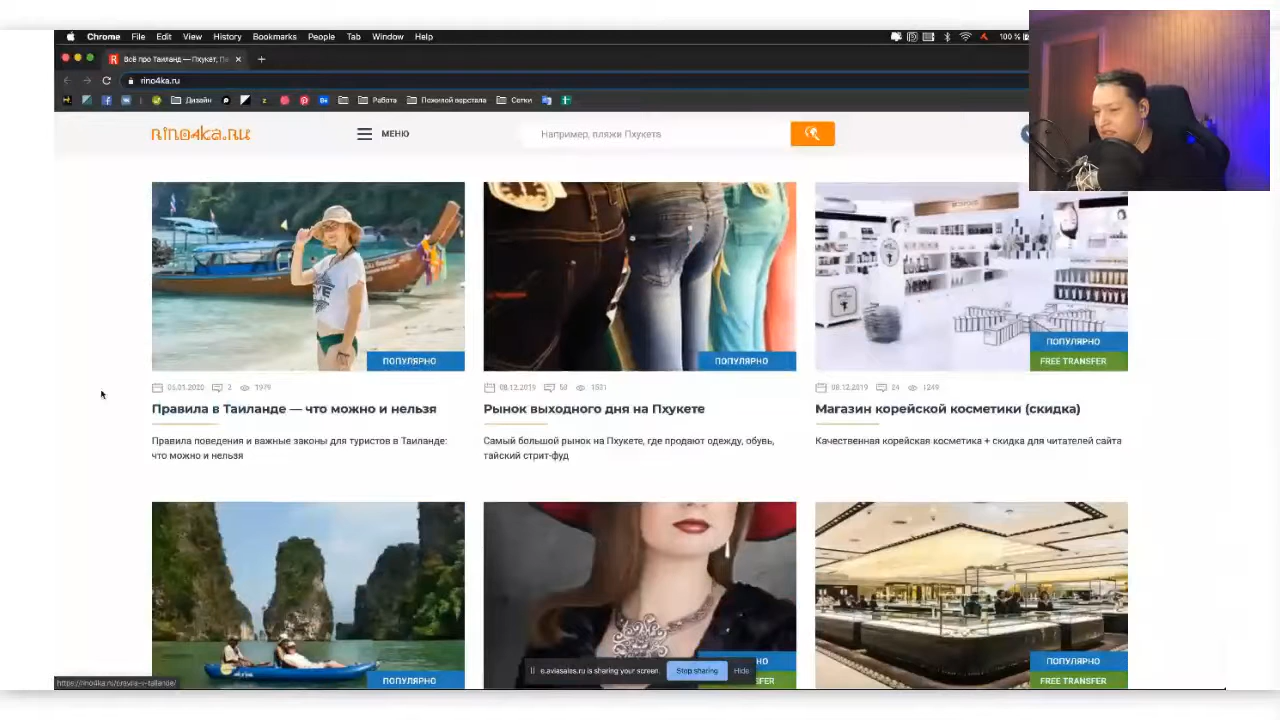 Chrome File Edit View History Bookmarks People Tab Window Help 100 %
Всё про Таиланд — Пхукет, П
rino4ka.ru
Дизайн Работа Пожилой верстала Сетки
rino4ka.ru МЕНЮ Например, пляжи Пхукета
ПОПУЛЯРНО
ПОПУЛЯРНО
ПОПУЛЯРНО
FREE TRANSFER
05.01.2020 2 1979
08.12.2019 58 1531
08.12.2019 24 1249
Правила в Таиланде — что можно и нельзя
Рынок выходного дня на Пхукете
Магазин корейской косметики (скидка)
Правила поведения и важные законы для туристов в Таиланде:
что можно и нельзя
Самый большой рынок на Пхукете, где продают одежду, обувь,
тайский стрит-фуд
Качественная корейская косметика + скидка для читателей сайта
ПОПУЛЯРНО
НО
FER
ПОПУЛЯРНО
FREE TRANSFER
e.aviasales.ru is sharing your screen. Stop sharing Hide
https://rino4ka.ru/pravila-v-tailande/